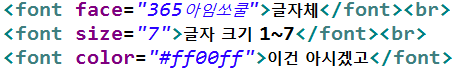 <font face="365아임쏘쿨">글자체</font><br>
<font size="7">글자 크기 1~7</font><br>
<font color="#ff00ff">이건 아시겠고</font>